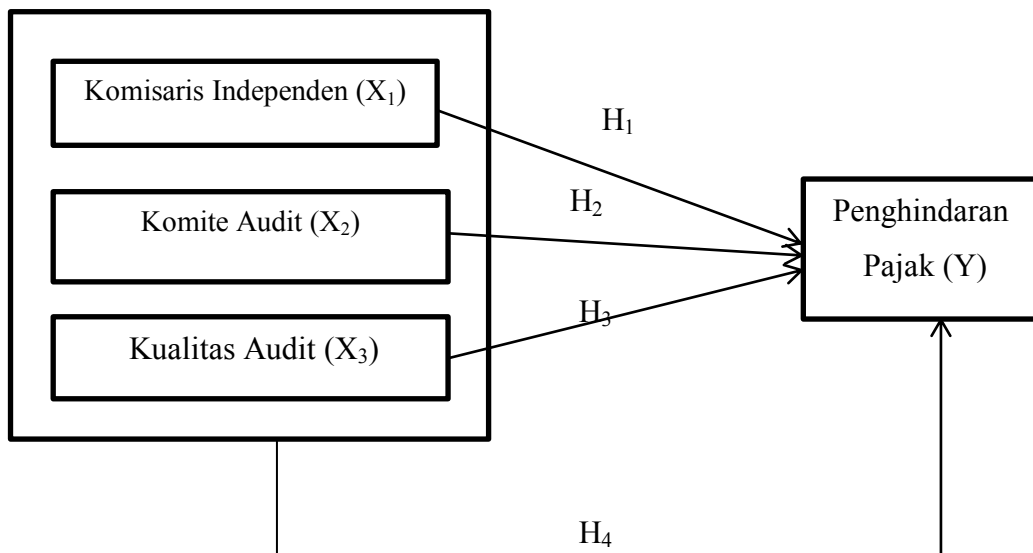 Komisaris Independen (X₁)
H₁
Komite Audit (X₂)
H₂
Penghindaran
Pajak (Y)
Kualitas Audit (X₃)
H₃
H₄